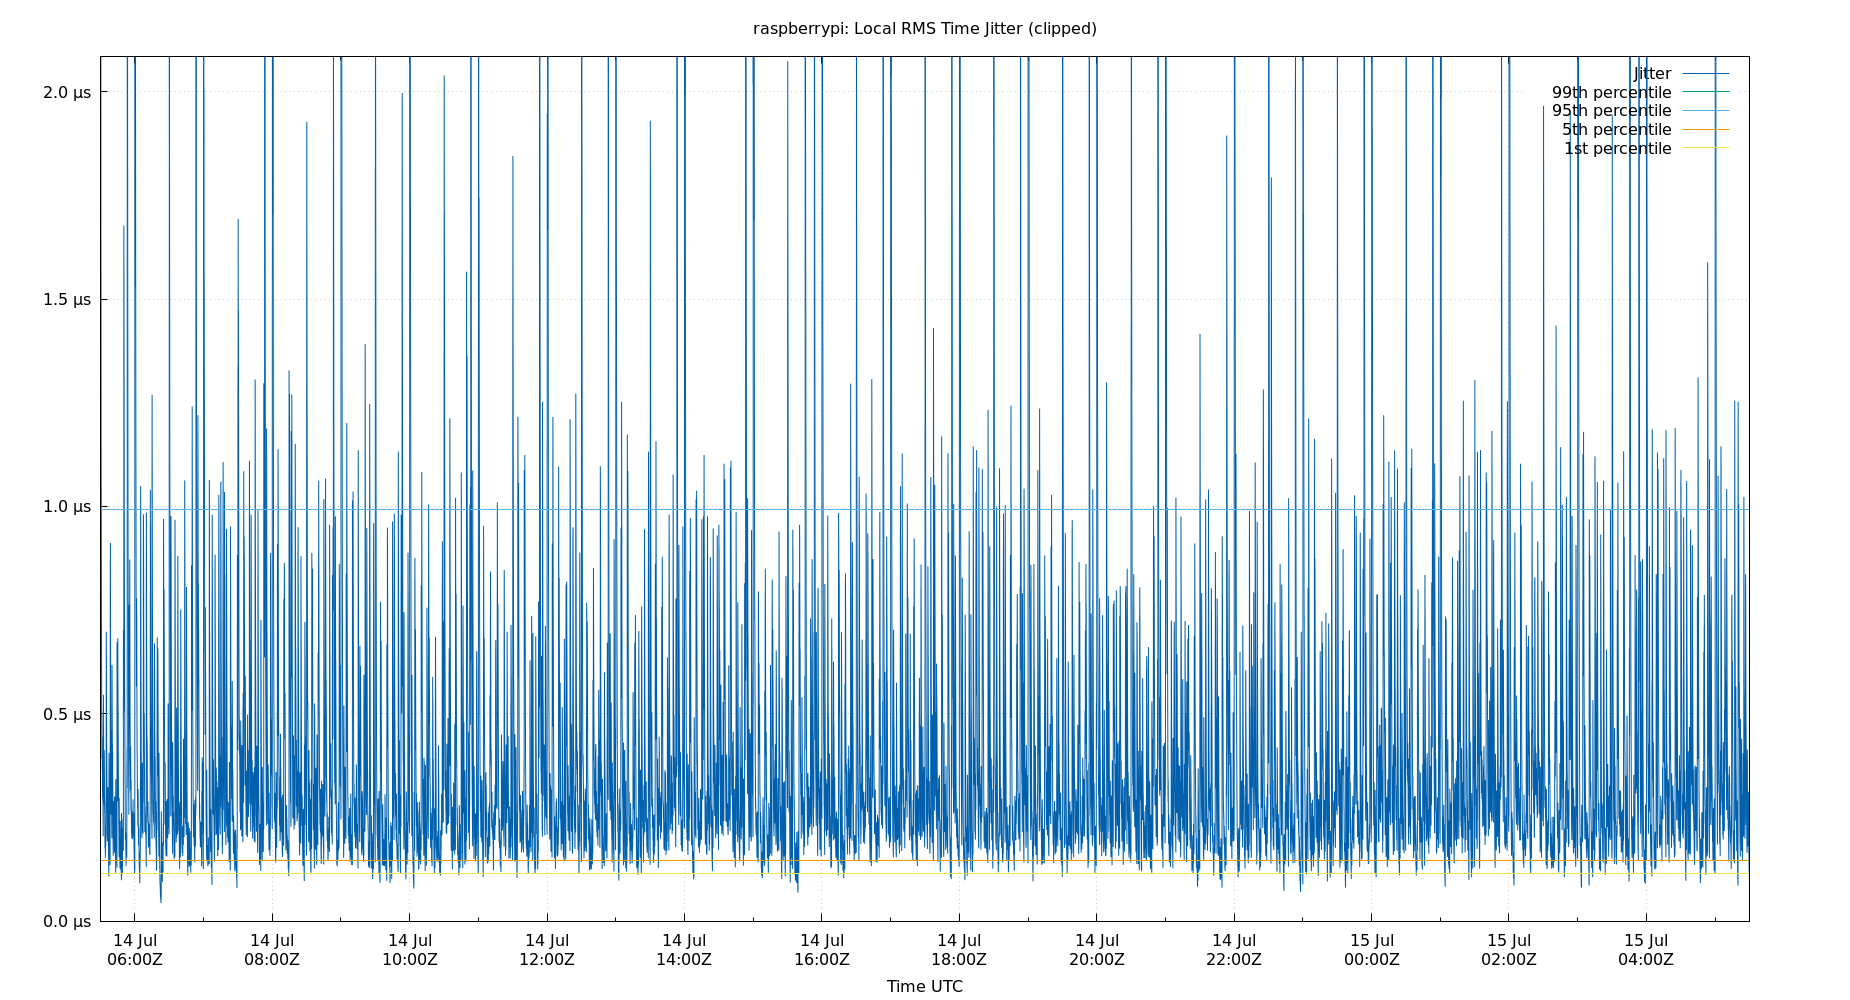 raspberrypi: Local RMS Time Jitter (clipped)
Jitter
99th percentile
95th percentile
5th percentile
1st percentile
2.0 µs
1.5 µs
1.0 µs
0.5 µs
0.0 µs
14 Jul 14 Jul 14 Jul 14 Jul 14 Jul 14 Jul 14 Jul 14 Jul 14 Jul 15 Jul 15 Jul 15 Jul
06:00Z 08:00Z 10:00Z 12:00Z 14:00Z 16:00Z 18:00Z 20:00Z 22:00Z 00:00Z 02:00Z 04:00Z
Time UTC